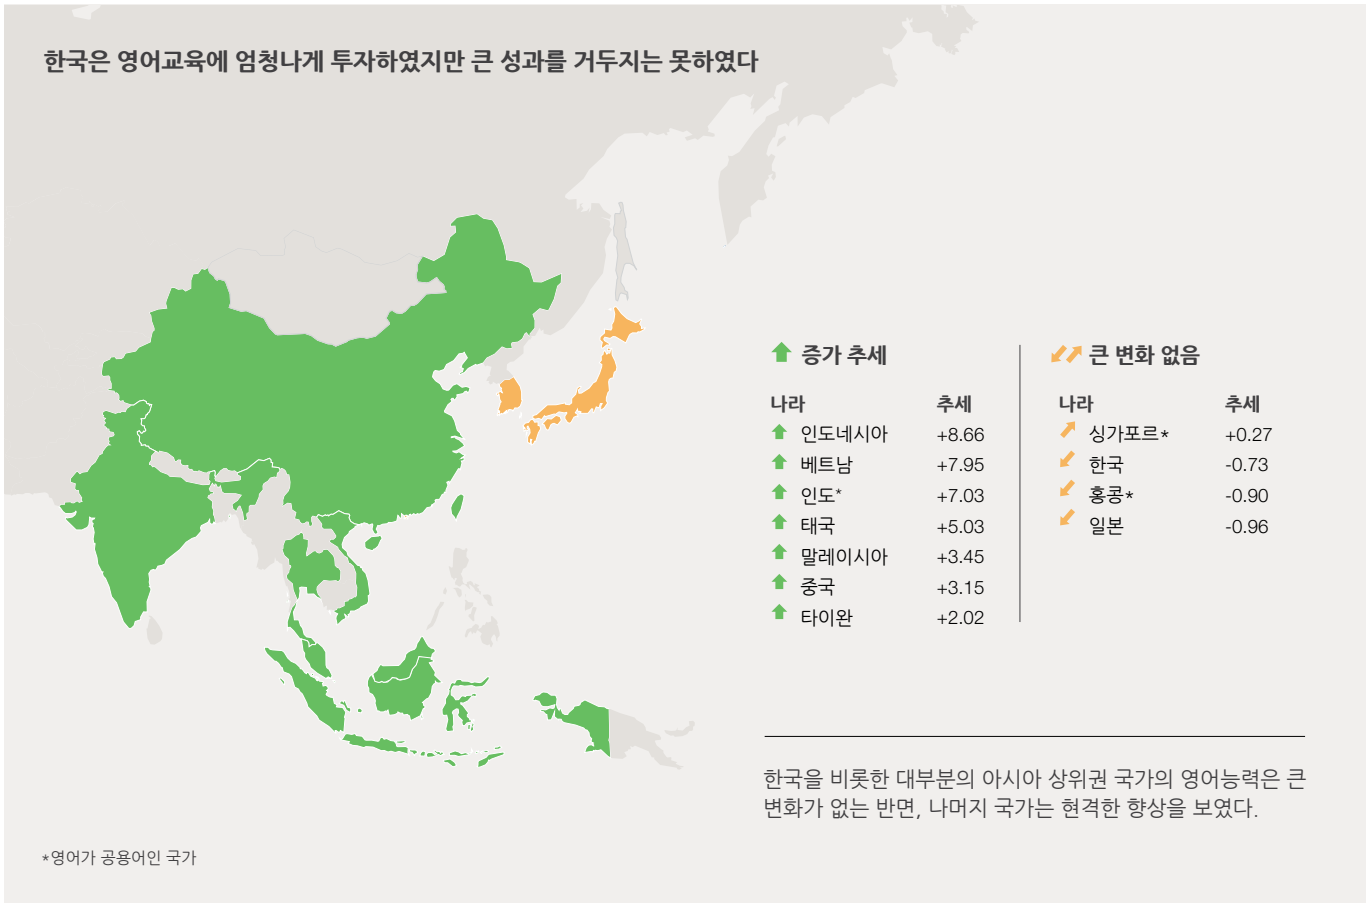 한국은 영어교육에 엄청나게 투자하였지만 큰 성과를 거두지는 못하였다
증가 추세
나라 추세
인도네시아 +8.66
베트남 +7.95
인도* +7.03
태국 +5.03
말레이시아 +3.45
중국 +3.15
타이완 +2.02
큰 변화 없음
나라 추세
싱가포르* +0.27
한국 -0.73
홍콩* -0.90
일본 -0.96
한국을 비롯한 대부분의 아시아 상위권 국가의 영어능력은 큰
변화가 없는 반면, 나머지 국가는 현격한 향상을 보였다.
*영어가 공용어인 국가